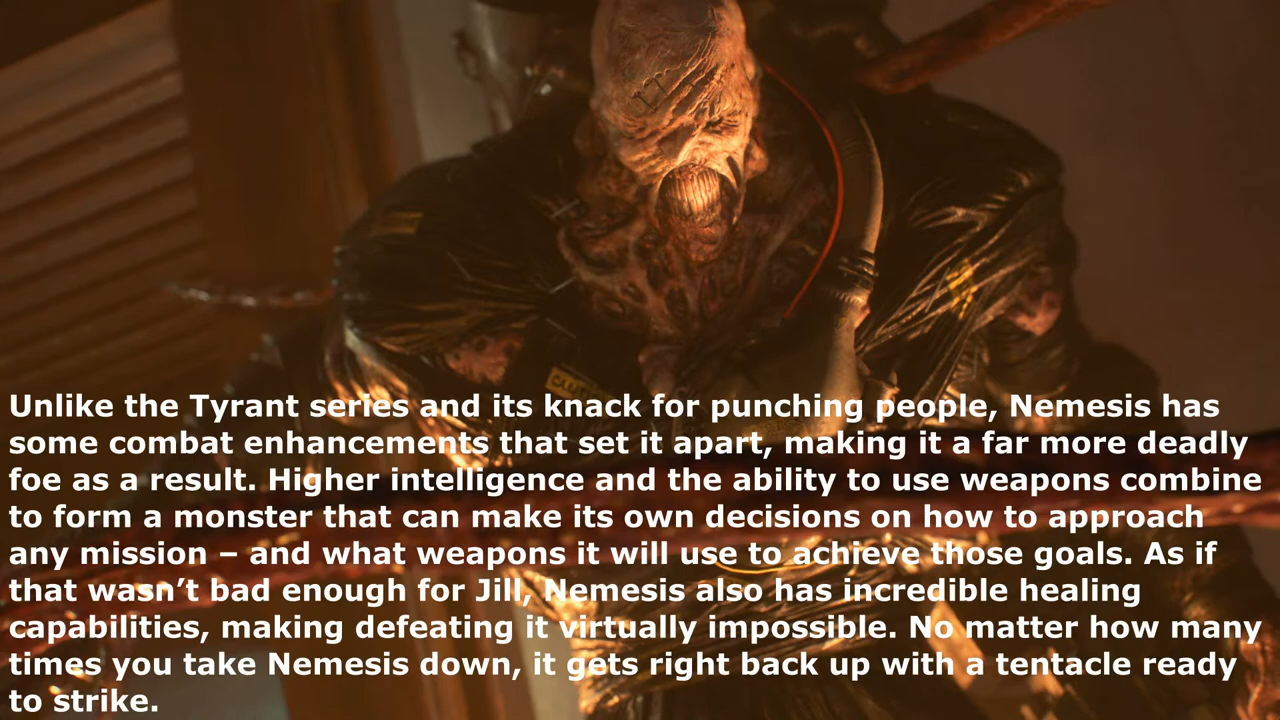 Unlike the Tyrant series and its knack for punching people, Nemesis has
some combat enhancements that set it apart, making it a far more deadly
foe as a result. Higher intelligence and the ability to use weapons combine
to form a monster that can make its own decisions on how to approach
any mission – and what weapons it will use to achieve those goals. As if
that wasn’t bad enough for Jill, Nemesis also has incredible healing
capabilities, making defeating it virtually impossible. No matter how many
times you take Nemesis down, it gets right back up with a tentacle ready
to strike.